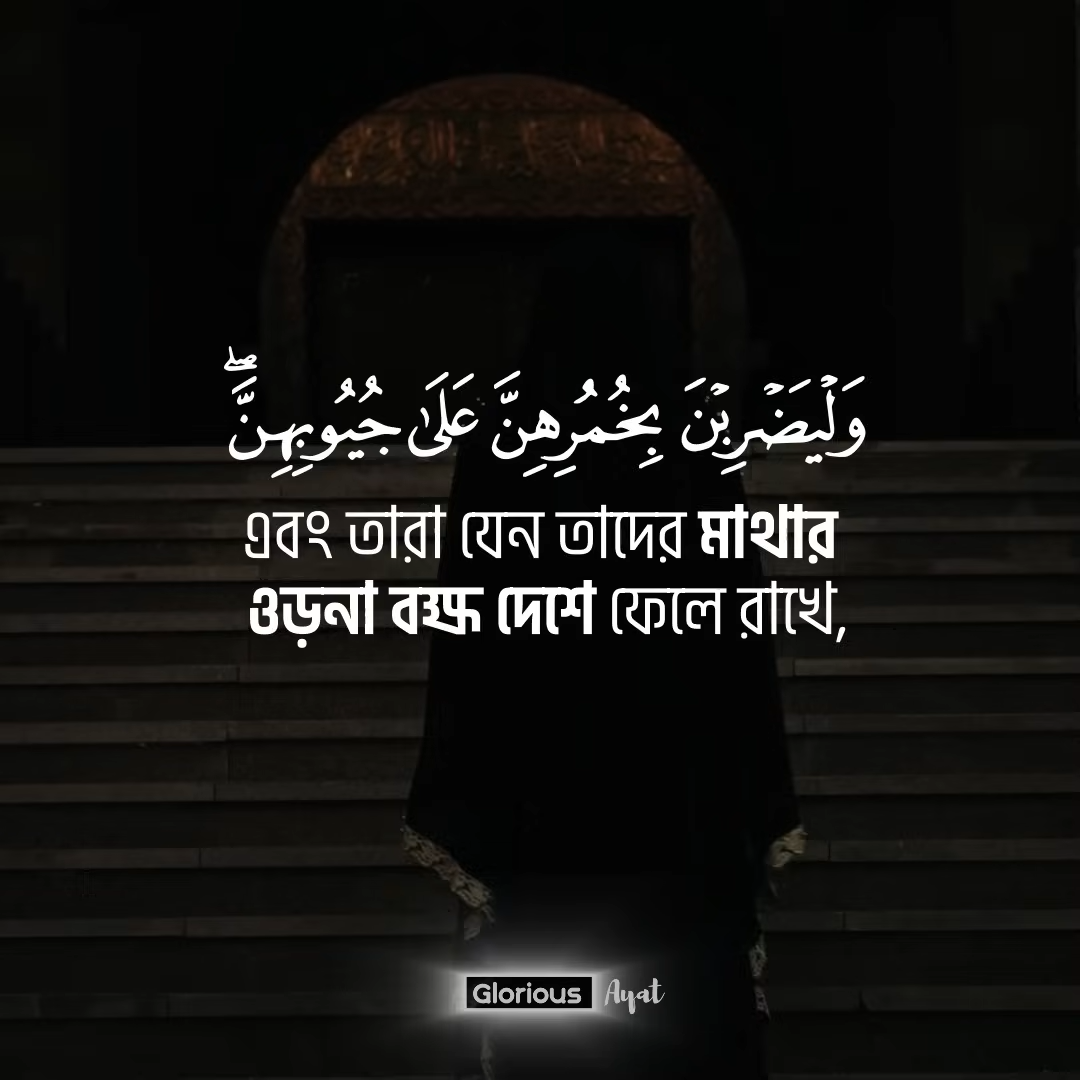 وَلْيَضْرِبْنَ بِخُمُرِهِنَّ عَلَىٰ جُيُوبِهِنَّ ۖ
এবং তারা যেন তাদের মাথার
ওড়না বক্ষ দেশে ফেলে রাখে,
Glorious Ayat